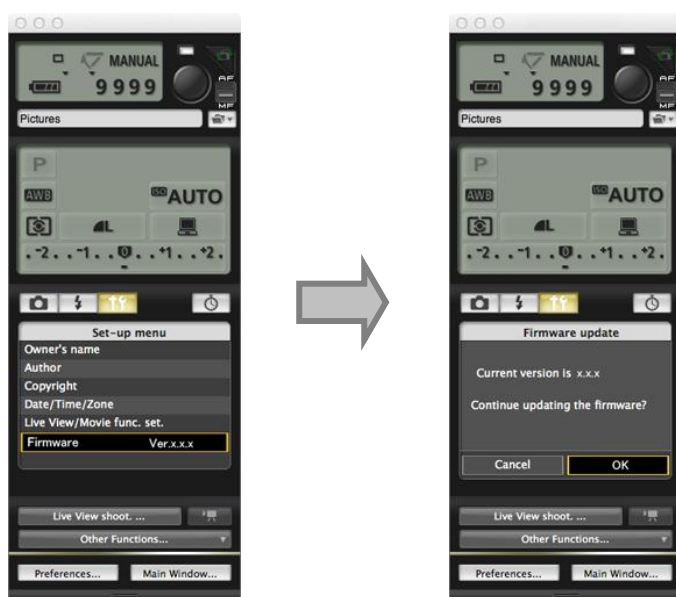 MANUAL
9999
AF
MF
Pictures
P
AWB
ISO AUTO
L
. -2 . . -1 . . 0 . . +1 . . +2 .
Set-up menu
Owner's name
Author
Copyright
Date/Time/Zone
Live View/Movie func. set.
Firmware Ver.x.x.x
Live View shoot. ...
Other Functions...
Preferences... Main Window...
MANUAL
9999
AF
MF
Pictures
P
AWB
ISO AUTO
L
. -2 . . -1 . . 0 . . +1 . . +2 .
Firmware update
Current version is x.x.x
Continue updating the firmware?
Cancel OK
Live View shoot. ...
Other Functions...
Preferences... Main Window...